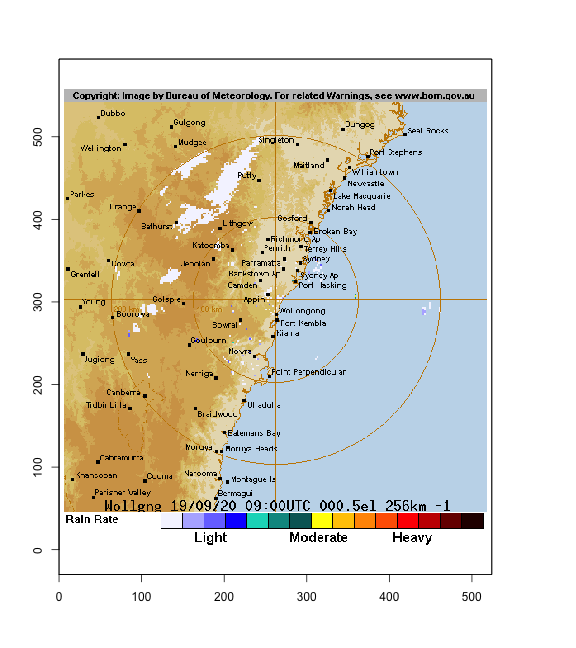 Copyright: Image by Bureau of Meteorology. For related Warnings, see www.bom.gov.au
Dubbo
Gulgong
Dungog
Seal Rocks
Wellington
Mudgee
Singleton
Port Stephens
Maitland
Williamtown
Putty
Newcastle
Parkes
Lake Macquarie
Orange
Norah Head
Bathurst
Lithgow
Gosford
Broken Bay
Katoomba
Richmond Ap
Penrith
Terrey Hills
Cowra
Jenolan
Parramatta
Sydney
Grenfell
Bankstown Ap
Sydney Ap
Camden
Port Hacking
Young
Golspie
Appin
200 km
100 km
Boorowa
Wollongong
Bowral
Port Kembla
Kiama
Goulburn
Jugiong
Yass
Nowra
Nerriga
Point Perpendicular
Canberra
Tidbinbilla
Ulladulla
Braidwood
Batemans Bay
Moruya
Moruya Heads
Cabramurra
Khancoban
Cooma
Narooma
Montague Is
Perisher Valley
Bermagui
Wollgng 19/09/20 09:00UTC 000.5el 256km -1
Rain Rate
Light
Moderate
Heavy
0
100
200
300
400
500
0
100
200
300
400
500